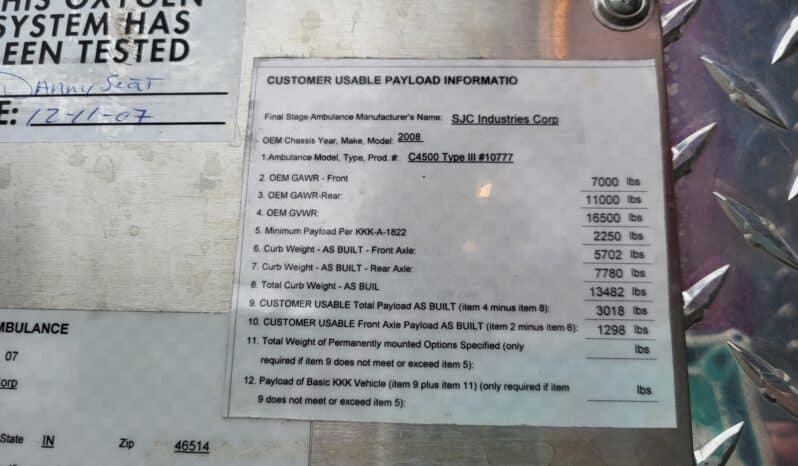 HIS OXYGEN
SYSTEM HAS
EEN TESTED
Danny Scat
E: 12-11-07
CUSTOMER USABLE PAYLOAD INFORMATIO
Final Stage Ambulance Manufacturer's Name: SJC Industries Corp
OEM Chassis Year, Make, Model: 2008
1. Ambulance Model, Type, Prod. #: C4500 Type III #10777
2. OEM GAWR - Front 7000 lbs
3. OEM GAWR-Rear: 11000 lbs
4. OEM GVWR: 16500 lbs
5. Minimum Payload Per KKK-A-1822 2250 lbs
6. Curb Weight - AS BUILT - Front Axle: 5702 lbs
7. Curb Weight - AS BUILT - Rear Axle: 7780 lbs
8. Total Curb Weight - AS BUIL 13482 lbs
9. CUSTOMER USABLE Total Payload AS BUILT (item 4 minus item 8): 3018 lbs
10. CUSTOMER USABLE Front Axle Payload AS BUILT (item 2 minus item 6): 1298 lbs
11. Total Weight of Permanently mounted Options Specified (only lbs
required if item 9 does not meet or exceed item 5):
12. Payload of Basic KKK Vehicle (item 9 plus item 11) (only required if item lbs
9 does not meet or exceed item 5):
MBULANCE
07
orp
State IN Zip 46514